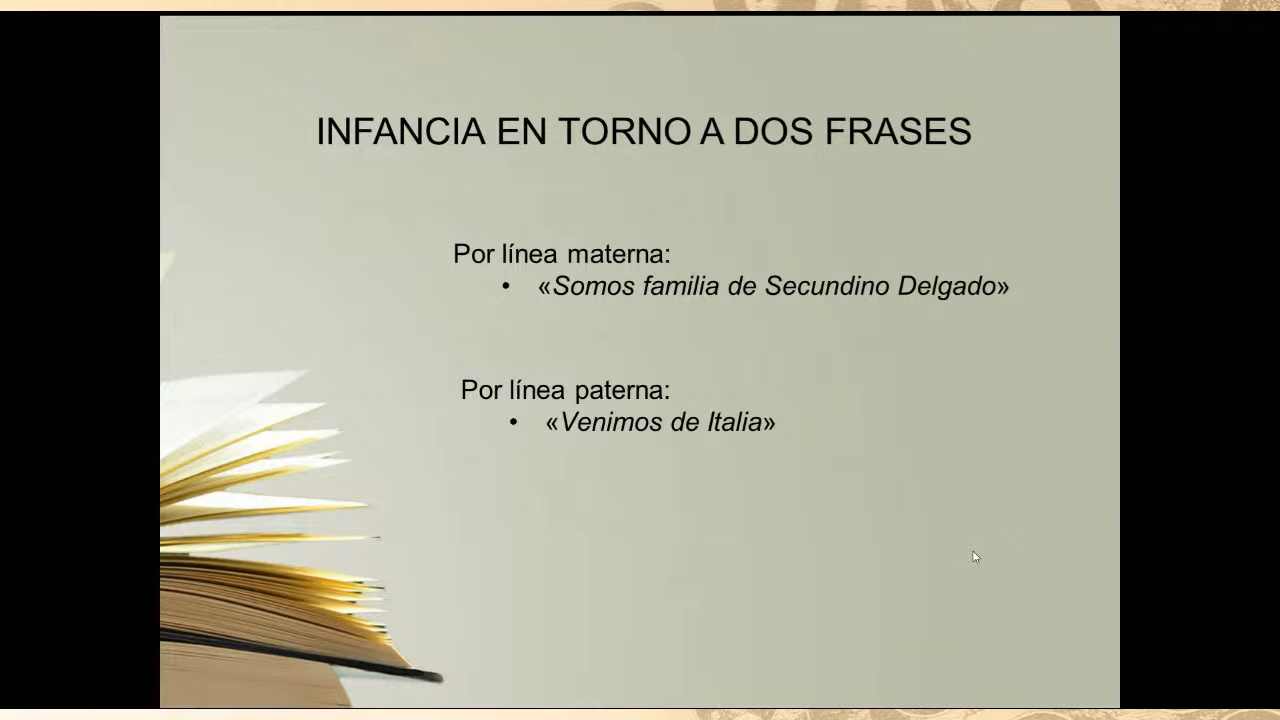 INFANCIA EN TORNO A DOS FRASES
Por línea materna:
• «Somos familia de Secundino Delgado»
Por línea paterna:
• «Venimos de Italia»